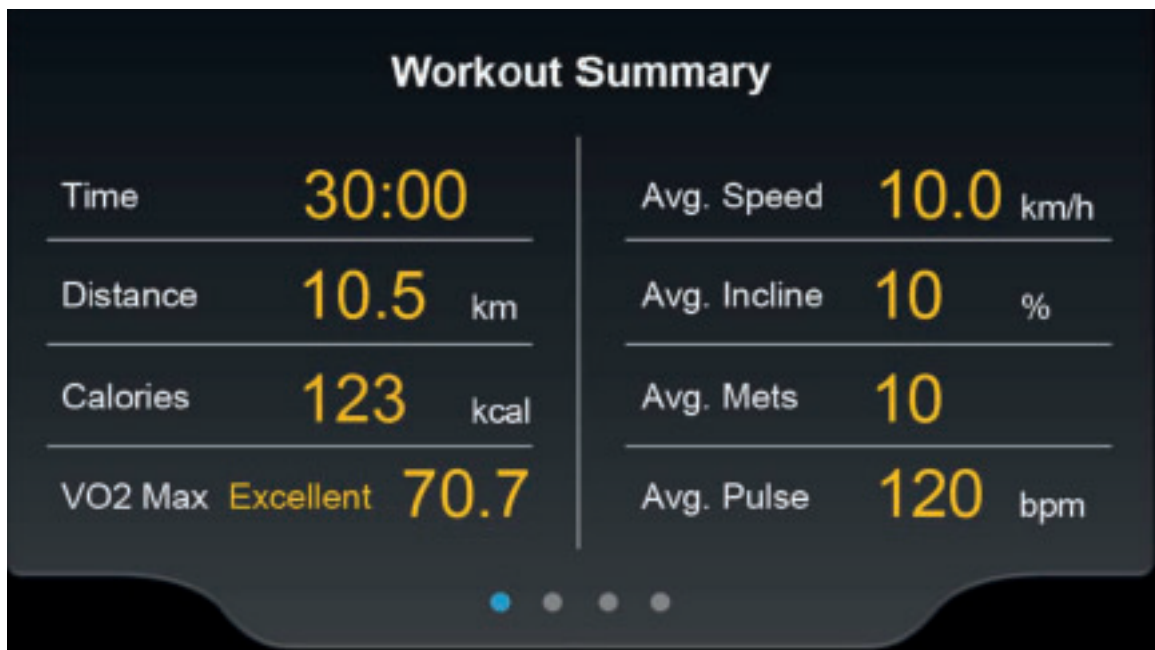 Workout Summary
Time 30:00
Distance 10.5 km
Calories 123 kcal
VO2 Max Excellent 70.7
Avg. Speed 10.0 km/h
Avg. Incline 10 %
Avg. Mets 10
Avg. Pulse 120 bpm